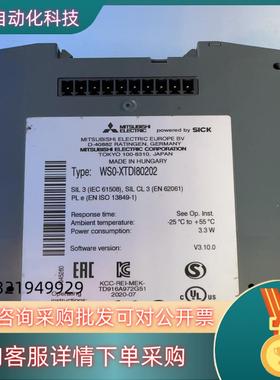 自动化科技
MITSUBISHI
ELECTRIC
powered by SICK
MITSUBISHI ELECTRIC EUROPE BV
D-40882 RATINGEN, GERMANY
MITSUBISHI ELECTRIC CORPORATION
TOKYO 100-8310, JAPAN
MADE IN HUNGARY
Type: WS0-XTDI80202
SIL 3 (IEC 61508), SIL CL 3 (EN 62061)
PL e (EN ISO 13849-1)
Response time: See Op. Inst.
Ambient temperature: -25 °C to +55 °C
Power consumption: 3.3 W
V3.10.0
KCC-REI-MEK-
TD916A972G51
2020-07
21949929
咨询采购批发可对公开票
客服详情下单采购